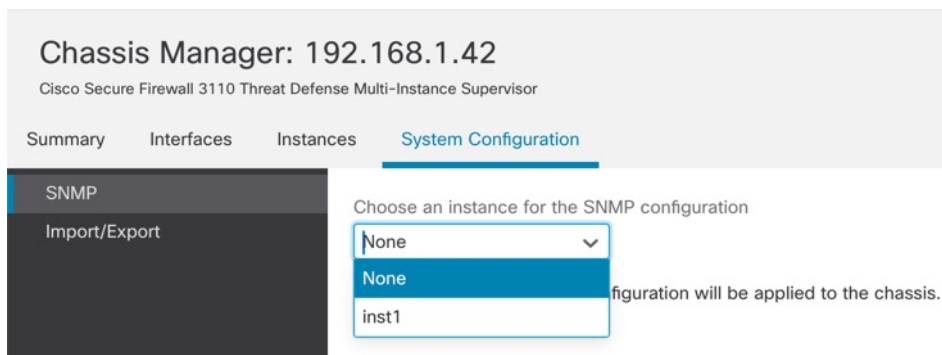 Chassis Manager: 192.168.1.42
Cisco Secure Firewall 3110 Threat Defense Multi-Instance Supervisor
Summary Interfaces Instances System Configuration
SNMP
Import/Export
Choose an instance for the SNMP configuration
None
None
figuration will be applied to the chassis.
inst1